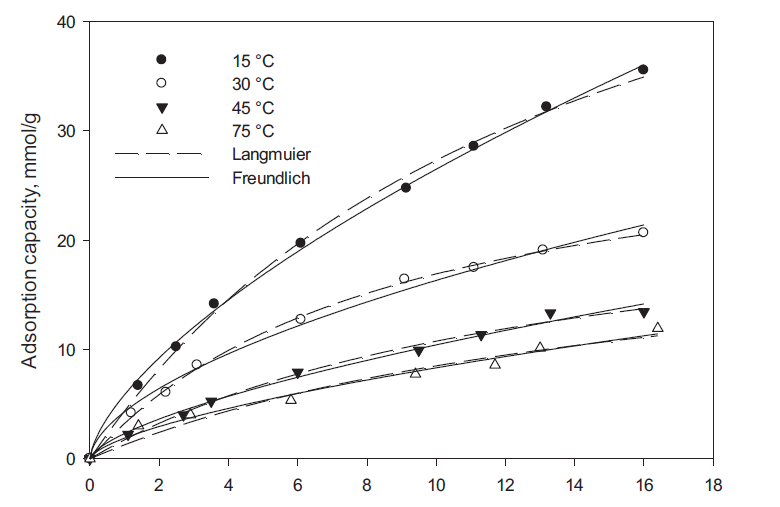 40
30
20
10
0
Adsorption capacity, mmol/g
15 °C
30 °C
45 °C
75 °C
Langmuier
Freundlich
0 2 4 6 8 10 12 14 16 18